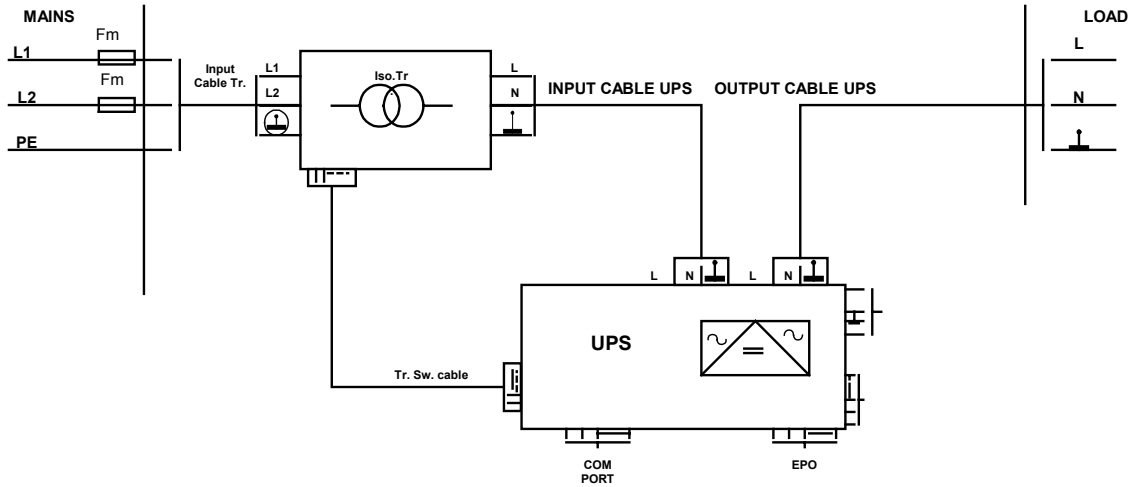 MAINS
LOAD
Fm
L1
Fm
L2
PE
Input
Cable Tr.
L1
L2
Iso.Tr
L
N
INPUT CABLE UPS
OUTPUT CABLE UPS
L
N
L
N
L
N
UPS
Tr. Sw. cable
COM
PORT
EPO